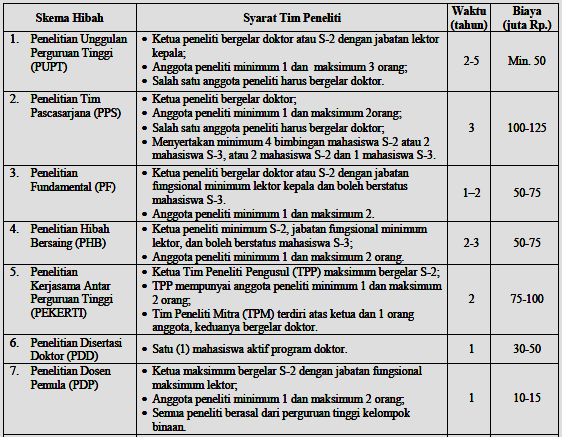 Skema Hibah
Syarat Tim Peneliti
Waktu
(tahun)
Biaya
(juta Rp.)
1. Penelitian Unggulan
Perguruan Tinggi
(PUPT)
• Ketua peneliti bergelar doktor atau S-2 dengan jabatan lektor
kepala;
• Anggota peneliti minimum 1 dan maksimum 3 orang;
• Salah satu anggota peneliti harus bergelar doktor.
2-5
Min. 50
2. Penelitian Tim
Pascasarjana (PPS)
• Ketua peneliti bergelar doktor;
• Anggota peneliti minimum 1 dan maksimum 2orang;
• Salah satu anggota peneliti harus bergelar doktor;
• Menyertakan minimum 4 bimbingan mahasiswa S-2 atau 2
mahasiswa S-3, atau 2 mahasiswa S-2 dan 1 mahasiswa S-3.
3
100-125
3. Penelitian
Fundamental (PF)
• Ketua peneliti bergelar doktor atau S-2 dengan jabatan
fungsional minimum lektor kepala dan boleh berstatus
mahasiswa S-3.
• Anggota peneliti minimum 1 dan maksimum 2.
1–2
50-75
4. Penelitian Hibah
Bersaing (PHB)
• Ketua peneliti minimum S-2, jabatan fungsional minimum
lektor, dan boleh berstatus mahasiswa S-3;
• Anggota peneliti minimum 1 dan maksimum 2 orang.
2-3
50-75
5. Penelitian
Kerjasama Antar
Perguruan Tinggi
(PEKERTI)
• Ketua Tim Peneliti Pengusul (TPP) maksimum bergelar S-2;
• TPP mempunyai anggota peneliti minimum 1 dan maksimum
2 orang;
• Tim Peneliti Mitra (TPM) terdiri atas ketua dan 1 orang
anggota, keduanya bergelar doktor.
2
75-100
6. Penelitian Disertasi
Doktor (PDD)
• Satu (1) mahasiswa aktif program doktor.
1
30-50
7. Penelitian Dosen
Pemula (PDP)
• Ketua maksimum bergelar S-2 dengan jabatan fungsional
maksimum lektor;
• Anggota peneliti minimum 1 dan maksimum 2 orang;
• Semua peneliti berasal dari perguruan tinggi kelompok
binaan.
1
10-15